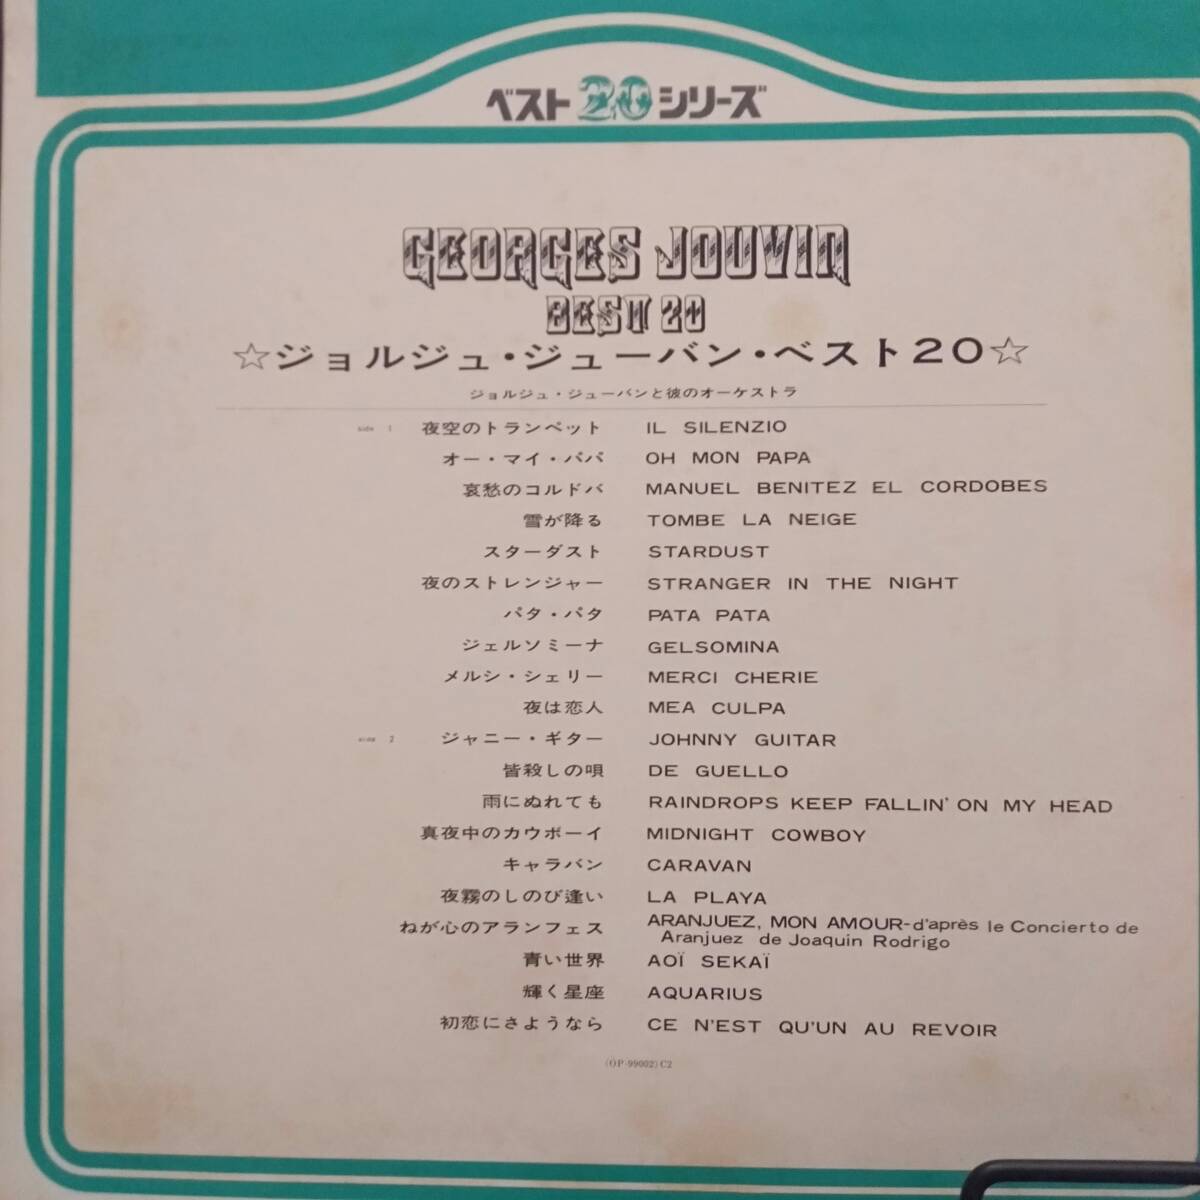 ベスト20シリーズ
GEORGES JOUVIN
BEST 20
☆ジョルジュ・ジューバン・ベスト20☆
ジョルジュ・ジューバンと彼のオーケストラ
side 1 夜空のトランペット IL SILENZIO
オー・マイ・パパ OH MON PAPA
哀愁のコルドバ MANUEL BENITEZ EL CORDOBES
雪が降る TOMBE LA NEIGE
スターダスト STARDUST
夜のストレンジャー STRANGER IN THE NIGHT
パタ・パタ PATA PATA
ジェルソミーナ GELSOMINA
メルシ・シェリー MERCI CHERIE
夜は恋人 MEA CULPA
side 2 ジャニー・ギター JOHNNY GUITAR
皆殺しの唄 DE GUELLO
雨にぬれても RAINDROPS KEEP FALLIN' ON MY HEAD
真夜中のカウボーイ MIDNIGHT COWBOY
キャラバン CARAVAN
夜霧のしのび逢い LA PLAYA
わが心のアランフェス ARANJUEZ, MON AMOUR-d'après le Concierto de
Aranjuez de Joaquin Rodrigo
青い世界 AOÏ SEKAÏ
輝く星座 AQUARIUS
初恋にさようなら CE N'EST QU'UN AU REVOIR
(OP-99002) C2